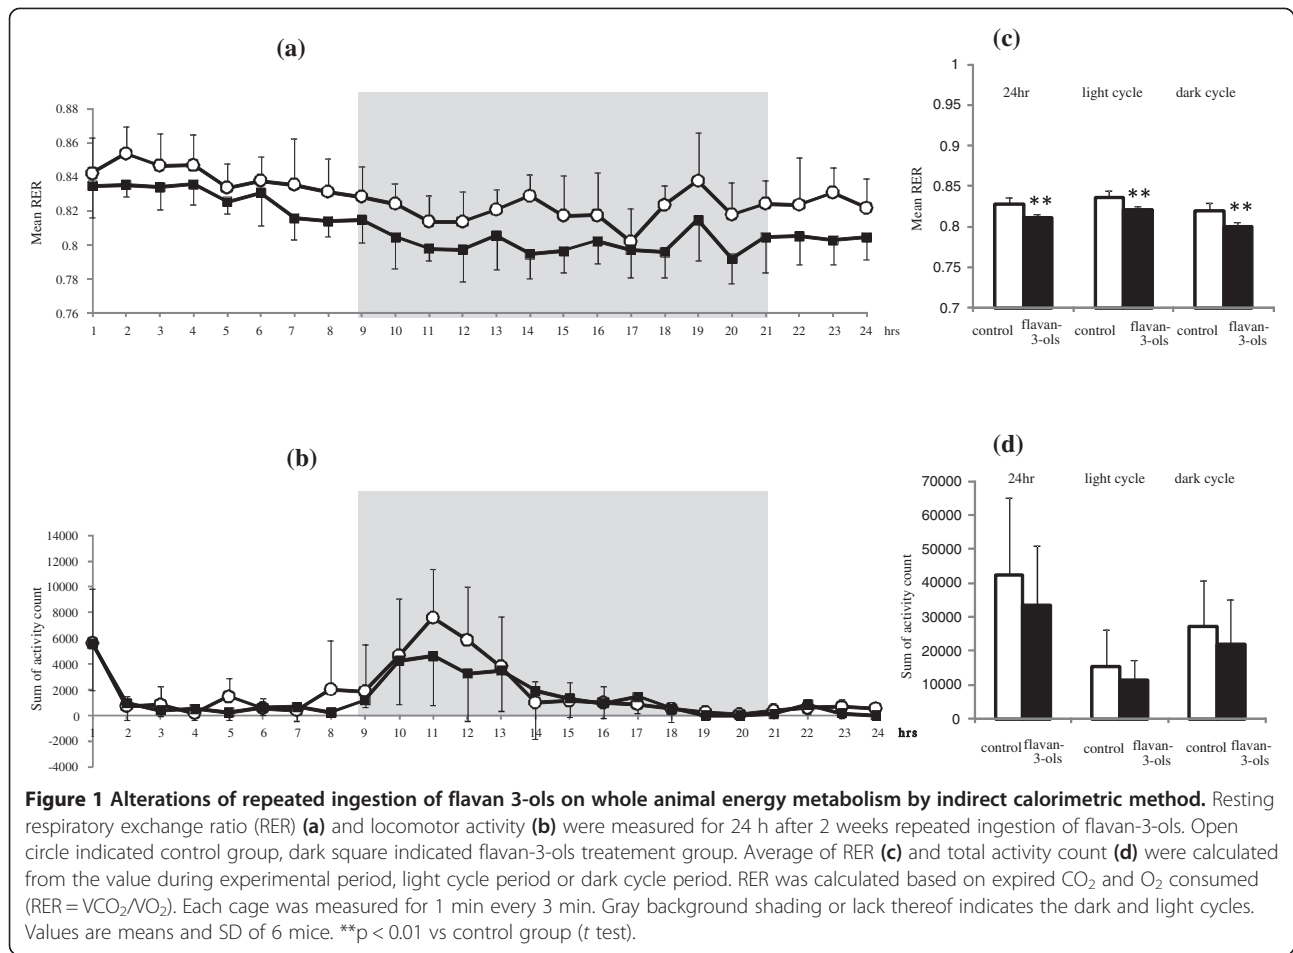 (a)
0.88
0.86
0.84
0.82
0.8
0.78
0.76
Mean RER
1 2 3 4 5 6 7 8 9 10 11 12 13 14 15 16 17 18 19 20 21 22 23 24 hrs
(c)
1
0.95
0.9
0.85
0.8
0.75
0.7
Mean RER
24hr light cycle dark cycle
** ** **
control flavan-3-ols control flavan-3-ols control flavan-3-ols
(b)
14000
12000
10000
8000
6000
4000
2000
0
-2000
-4000
Sum of activity count
1 2 3 4 5 6 7 8 9 10 11 12 13 14 15 16 17 18 19 20 21 22 23 24 hrs
(d)
70000
60000
50000
40000
30000
20000
10000
0
Sum of activity count
24hr light cycle dark cycle
control flavan-3-ols control flavan-3-ols control flavan-3-ols
Figure 1 Alterations of repeated ingestion of flavan 3-ols on whole animal energy metabolism by indirect calorimetric method. Resting
respiratory exchange ratio (RER) (a) and locomotor activity (b) were measured for 24 h after 2 weeks repeated ingestion of flavan-3-ols. Open
circle indicated control group, dark square indicated flavan-3-ols treatement group. Average of RER (c) and total activity count (d) were calculated
from the value during experimental period, light cycle period or dark cycle period. RER was calculated based on expired CO₂ and O₂ consumed
(RER = VCO₂/VO₂). Each cage was measured for 1 min every 3 min. Gray background shading or lack thereof indicates the dark and light cycles.
Values are means and SD of 6 mice. **p < 0.01 vs control group (t test).